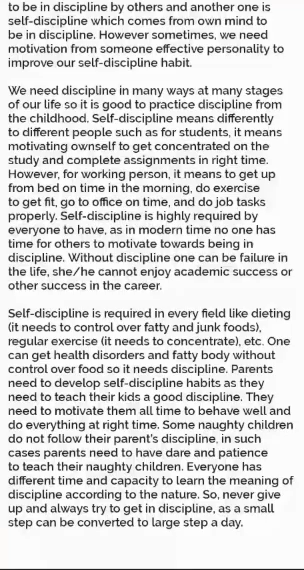 to be in discipline by others and another one is
self-discipline which comes from own mind to
be in discipline. However sometimes, we need
motivation from someone effective personality to
improve our self-discipline habit.
We need discipline in many ways at many stages
of our life so it is good to practice discipline from
the childhood. Self-discipline means differently
to different people such as for students, it means
motivating ownself to get concentrated on the
study and complete assignments in right time.
However, for working person, it means to get up
from bed on time in the morning, do exercise
to get fit, go to office on time, and do job tasks
properly. Self-discipline is highly required by
everyone to have, as in modern time no one has
time for others to motivate towards being in
discipline. Without discipline one can be failure in
the life, she/he cannot enjoy academic success or
other success in the career.
Self-discipline is required in every field like dieting
(it needs to control over fatty and junk foods),
regular exercise (it needs to concentrate), etc. One
can get health disorders and fatty body without
control over food so it needs discipline. Parents
need to develop self-discipline habits as they
need to teach their kids a good discipline. They
need to motivate them all time to behave well and
do everything at right time. Some naughty children
do not follow their parent's discipline, in such
cases parents need to have dare and patience
to teach their naughty children. Everyone has
different time and capacity to learn the meaning of
discipline according to the nature. So, never give
up and always try to get in discipline, as a small
step can be converted to large step a day.